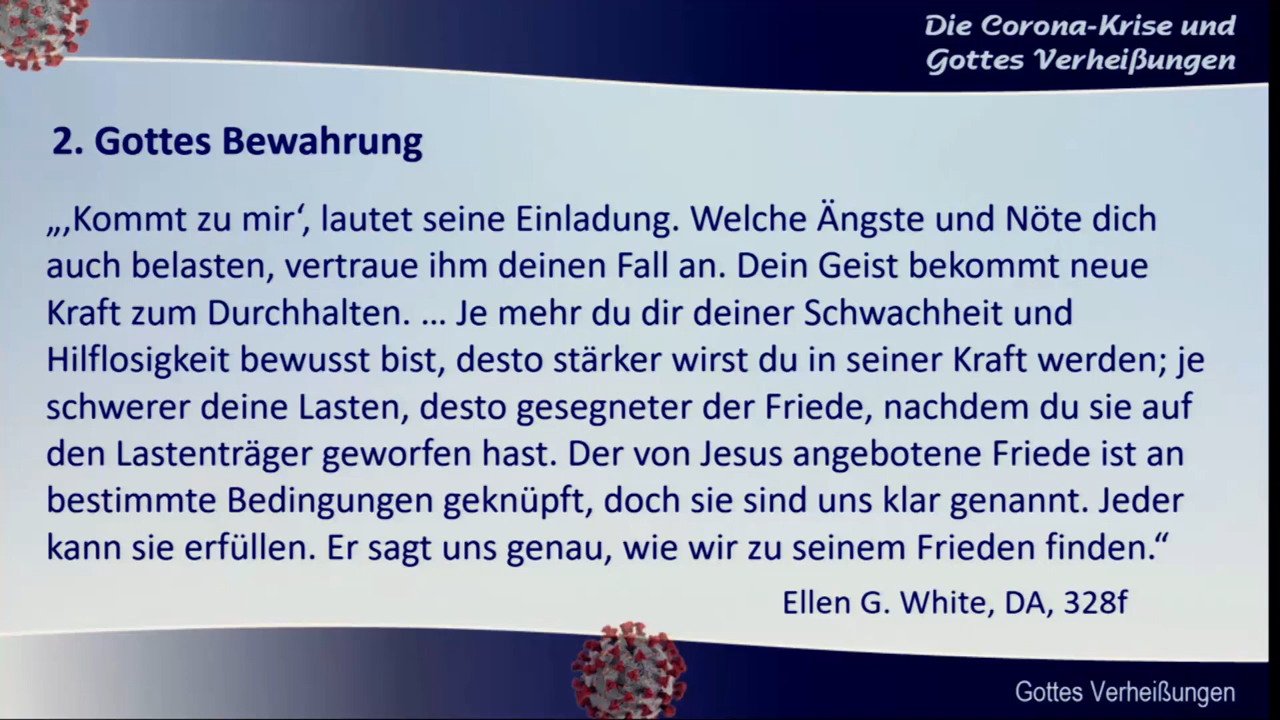 Die Corona-Krise und
Gottes Verheißungen
2. Gottes Bewahrung
„‚Kommt zu mir‘, lautet seine Einladung. Welche Ängste und Nöte dich
auch belasten, vertraue ihm deinen Fall an. Dein Geist bekommt neue
Kraft zum Durchhalten. … Je mehr du dir deiner Schwachheit und
Hilflosigkeit bewusst bist, desto stärker wirst du in seiner Kraft werden; je
schwerer deine Lasten, desto gesegneter der Friede, nachdem du sie auf
den Lastenträger geworfen hast. Der von Jesus angebotene Friede ist an
bestimmte Bedingungen geknüpft, doch sie sind uns klar genannt. Jeder
kann sie erfüllen. Er sagt uns genau, wie wir zu seinem Frieden finden.“
Ellen G. White, DA, 328f
Gottes Verheißungen